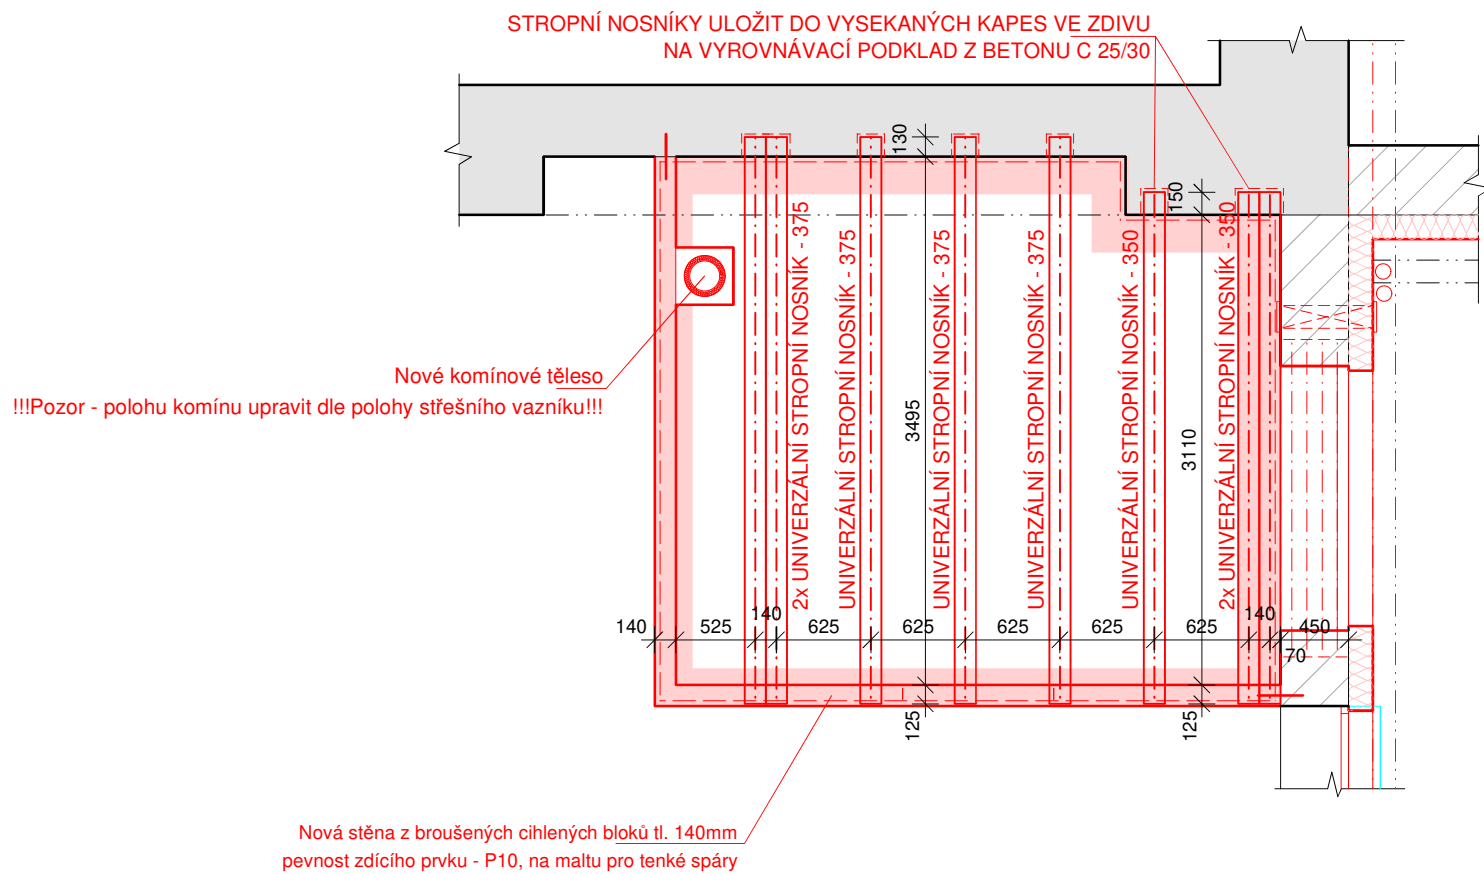 STROPNÍ NOSNÍKY ULOŽIT DO VYSEKANÝCH KAPES VE ZDIVU
NA VYROVNÁVACÍ PODKLAD Z BETONU C 25/30
130
150
2x UNIVERZÁLNÍ STROPNÍ NOSNÍK - 375
UNIVERZÁLNÍ STROPNÍ NOSNÍK - 375
UNIVERZÁLNÍ STROPNÍ NOSNÍK - 375
UNIVERZÁLNÍ STROPNÍ NOSNÍK - 375
UNIVERZÁLNÍ STROPNÍ NOSNÍK - 350
2x UNIVERZÁLNÍ STROPNÍ NOSNÍK - 350
Nové komínové těleso
!!!Pozor - polohu komínu upravit dle polohy střešního vazníku!!!
3495
3110
140
525
140
625
625
625
625
625
140
450
70
125
125
Nová stěna z broušených cihlených bloků tl. 140mm
pevnost zdícího prvku - P10, na maltu pro tenké spáry